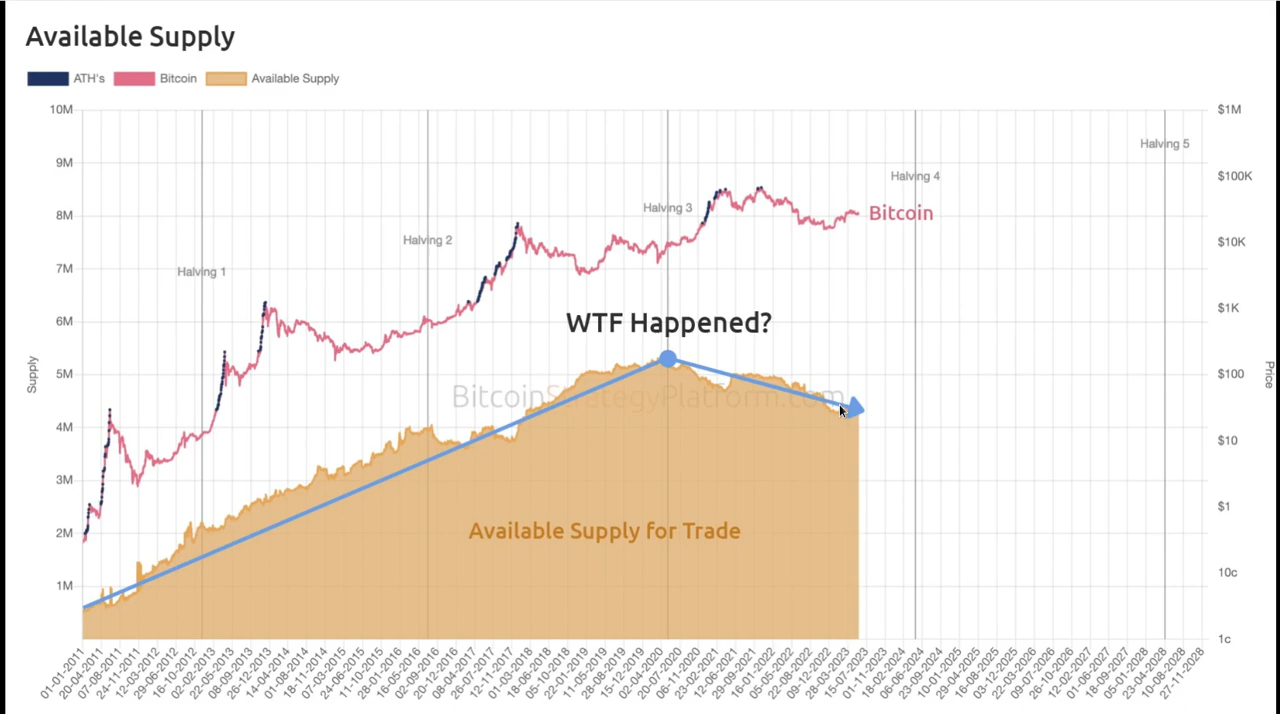 Available Supply
ATH's Bitcoin Available Supply
10M $1M
Halving 5
9M
Halving 4 $100K
Halving 3
8M Bitcoin
Halving 2 $10K
7M Halving 1
$1K
6M WTF Happened?
5M $100
Supply Price
BitcoinStrategyPlatform.com
4M $10
3M
$1
2M Available Supply for Trade
1M 10c
1c
01-01-2011 20-04-2011 07-08-2011 24-11-2011 12-03-2012 29-06-2012 16-10-2012 02-02-2013 22-05-2013 08-09-2013 26-12-2013 14-04-2014 01-08-2014 18-11-2014 07-03-2015 24-06-2015 11-10-2015 28-01-2016 16-05-2016 02-09-2016 20-12-2016 08-04-2017 26-07-2017 12-11-2017 01-03-2018 18-06-2018 05-10-2018 22-01-2019 11-05-2019 28-08-2019 15-12-2019 02-04-2020 20-07-2020 06-11-2020 23-02-2021 12-06-2021 29-09-2021 16-01-2022 05-05-2022 22-08-2022 09-12-2022 28-03-2023 15-07-2023 01-11-2023 18-02-2024 06-06-2024 23-09-2024 10-01-2025 29-04-2025 16-08-2025 03-12-2025 22-03-2026 09-07-2026 26-10-2026 12-02-2027 01-06-2027 18-09-2027 05-01-2028 23-04-2028 10-08-2028 27-11-2028